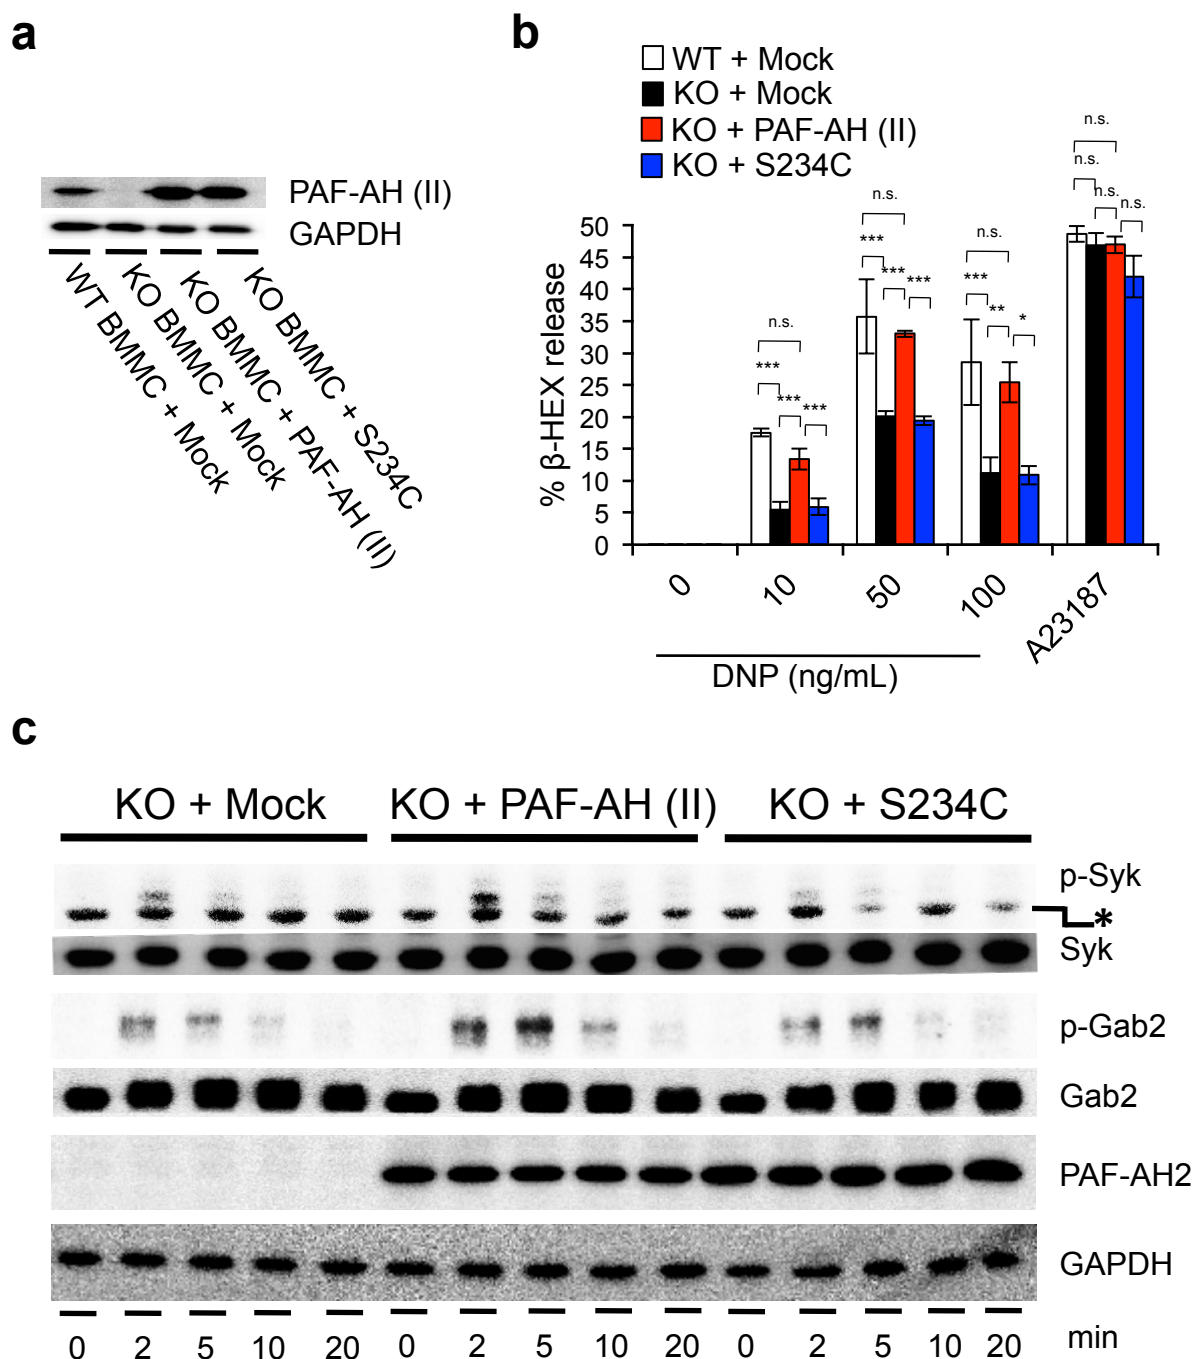 a
PAF-AH (II)
GAPDH
WT BMMC + Mock
KO BMMC + Mock
KO BMMC + PAF-AH (II)
KO BMMC + S234C
b
WT + Mock
KO + Mock
KO + PAF-AH (II)
KO + S234C
% β-HEX release
50
45
40
35
30
25
20
15
10
5
0
n.s.
*** 
*** ***
n.s.
***
*** ***
n.s.
***
**
*
n.s.
n.s.
n.s.
n.s.
0
10
50
100
A23187
DNP (ng/mL)
c
KO + Mock
KO + PAF-AH (II)
KO + S234C
p-Syk
*
Syk
p-Gab2
Gab2
PAF-AH2
GAPDH
0 2 5 10 20 0 2 5 10 20 0 2 5 10 20 min